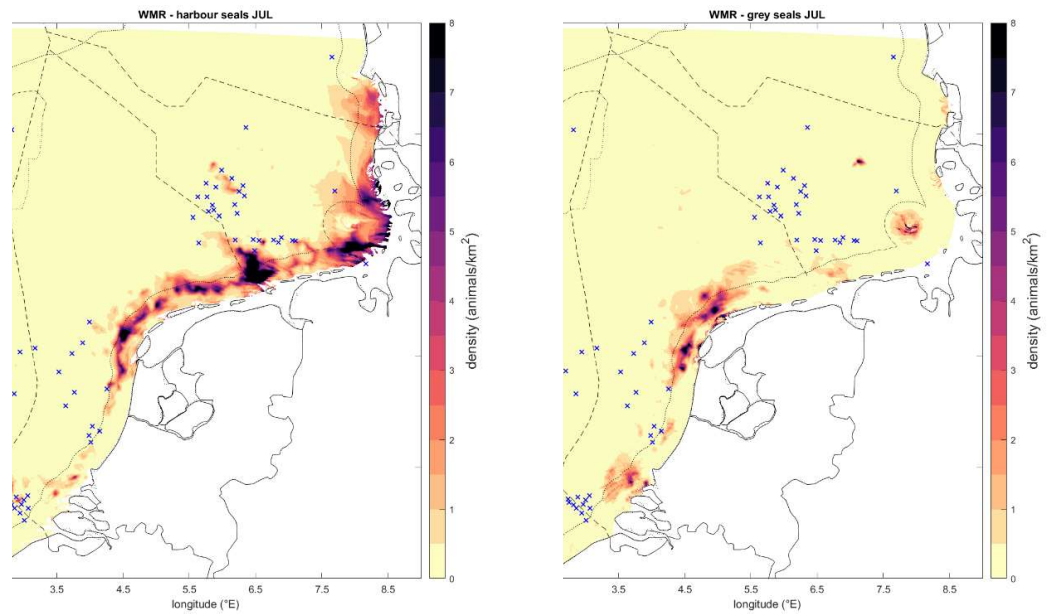 WMR - harbour seals JUL
8
7
6
5
4
3
2
1
0
density (animals/km²)
3.5 4.5 5.5 6.5 7.5 8.5
longitude (°E)
WMR - grey seals JUL
8
7
6
5
4
3
2
1
0
density (animals/km²)
3.5 4.5 5.5 6.5 7.5 8.5
longitude (°E)